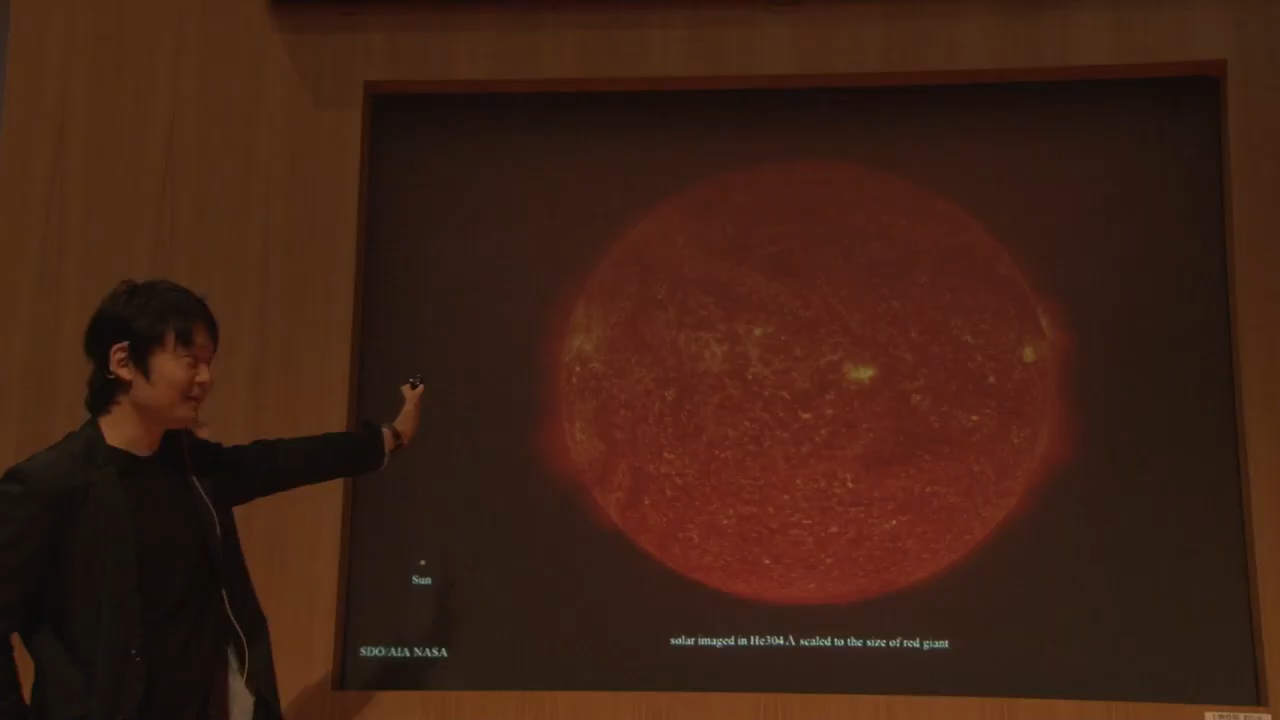 Sun
solar imaged in He304Å scaled to the size of red giant
SDO/AIA NASA